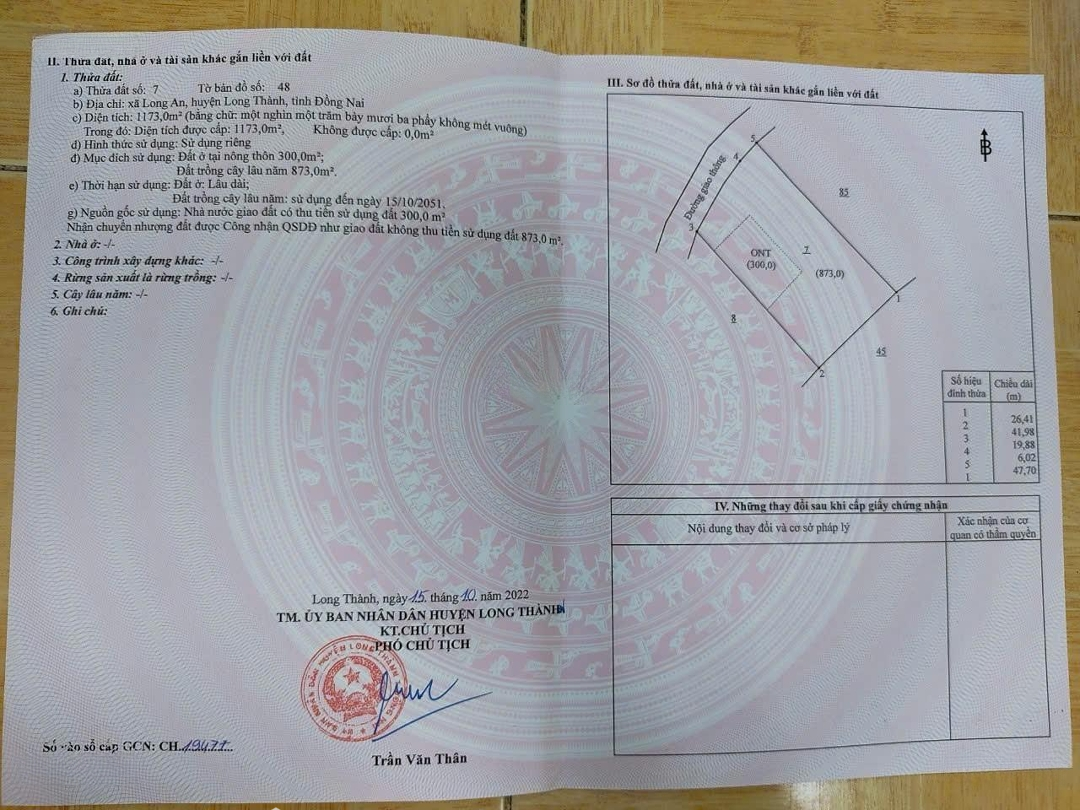 II. Thửa đất, nhà ở và tài sản khác gắn liền với đất
1. Thửa đất:
a) Thửa đất số: 7 Tờ bản đồ số: 48
b) Địa chỉ: xã Long An, huyện Long Thành, tỉnh Đồng Nai
c) Diện tích: 1173,0m² (bằng chữ: một nghìn một trăm bảy mươi ba phẩy không mét vuông)
Trong đó: Diện tích được cấp: 1173,0m², Không được cấp: 0,0m²
d) Hình thức sử dụng: Sử dụng riêng
đ) Mục đích sử dụng: Đất ở tại nông thôn 300,0m²;
Đất trồng cây lâu năm 873,0m².
e) Thời hạn sử dụng: Đất ở: Lâu dài;
Đất trồng cây lâu năm: sử dụng đến ngày 15/10/2051.
g) Nguồn gốc sử dụng: Nhà nước giao đất có thu tiền sử dụng đất 300,0 m²
Nhận chuyển nhượng đất được Công nhận QSDĐ như giao đất không thu tiền sử dụng đất 873,0 m².
2. Nhà ở: -/-
3. Công trình xây dựng khác: -/-
4. Rừng sản xuất là rừng trồng: -/-
5. Cây lâu năm: -/-
6. Ghi chú:
Long Thành, ngày 15 tháng 10 năm 2022
TM. ỦY BAN NHÂN DÂN HUYỆN LONG THÀNH
KT.CHỦ TỊCH
PHÓ CHỦ TỊCH
Trần Văn Thân
Số vào sổ cấp GCN: CH..19471...
III. Sơ đồ thửa đất, nhà ở và tài sản khác gắn liền với đất
B
Đường giao thông
5
4
3
85
ONT
(300,0)
7
(873,0)
1
8
45
2
Số hiệu đỉnh thửa Chiều dài (m)
1
26,41
2
41,98
3
19,88
4
6,02
5
47,70
1
IV. Những thay đổi sau khi cấp giấy chứng nhận
Nội dung thay đổi và cơ sở pháp lý
Xác nhận của cơ
quan có thẩm quyền